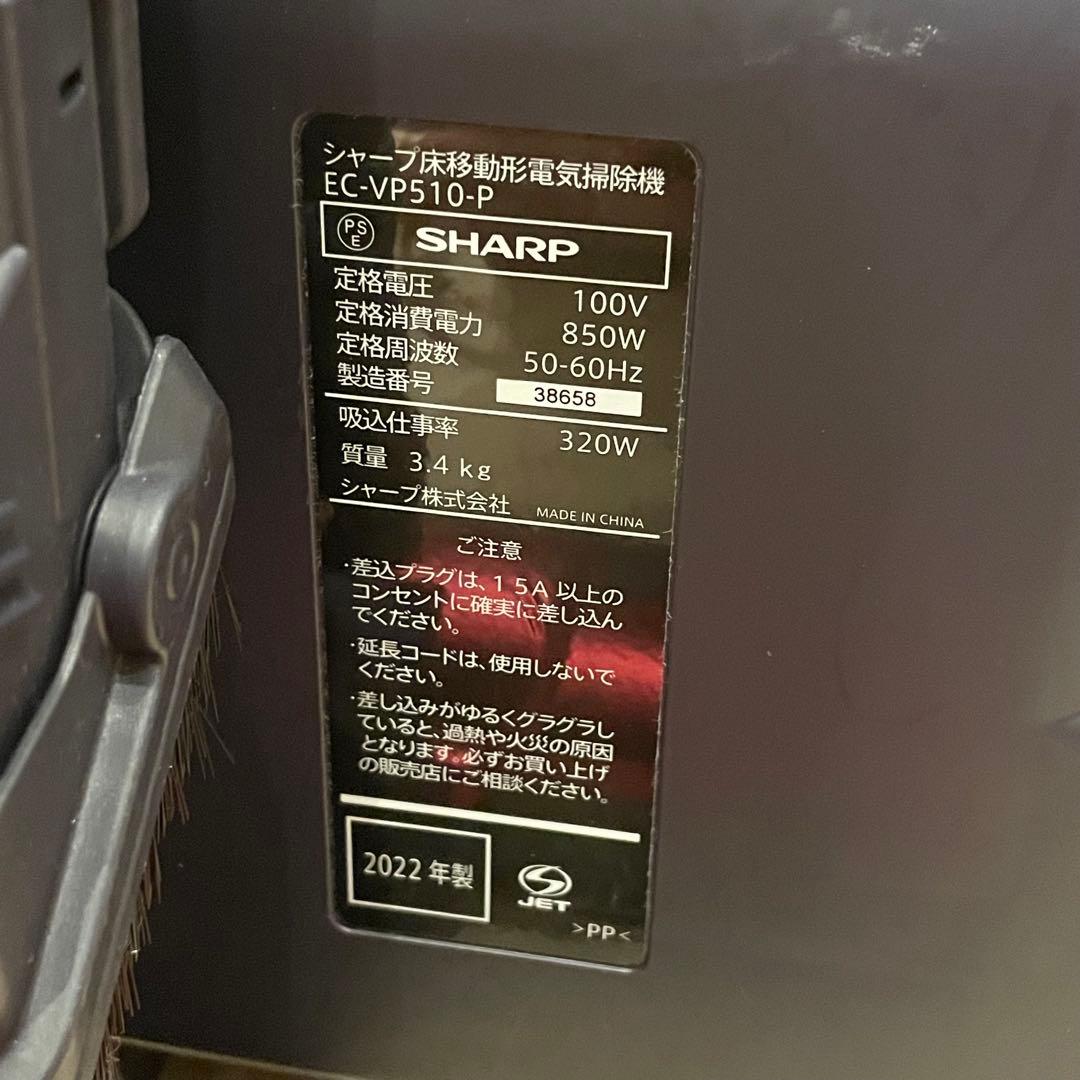 シャープ床移動形電気掃除機
EC-VP510-P
PS
E
SHARP
定格電圧 100V
定格消費電力 850W
定格周波数 50-60Hz
製造番号 38658
吸込仕事率 320W
質量 3.4 kg
シャープ株式会社 MADE IN CHINA
ご注意
・差込プラグは、15A 以上の
コンセントに確実に差し込ん
でください。
・延長コードは、使用しないで
ください。
・差し込みがゆるくグラグラし
ていると、過熱や火災の原因
となります。必ずお買い上げ
の販売店にご相談ください。
2022 年製
JET
>PP<